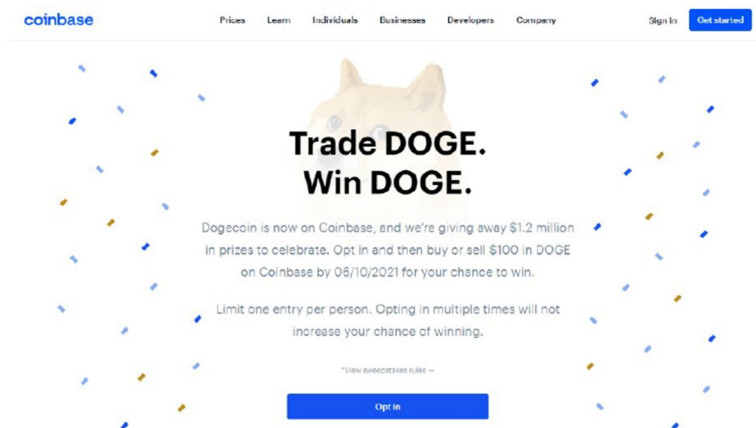 coinbase
Prices Learn Individuals Businesses Developers Company
Sign in Get started
Trade DOGE.
Win DOGE.
Dogecoin is now on Coinbase, and we're giving away $1.2 million
in prizes to celebrate. Opt in and then buy or sell $100 in DOGE
on Coinbase by 06/10/2021 for your chance to win.
Limit one entry per person. Opting in multiple times will not
increase your chance of winning.
*View sweepstakes rules
Opt in